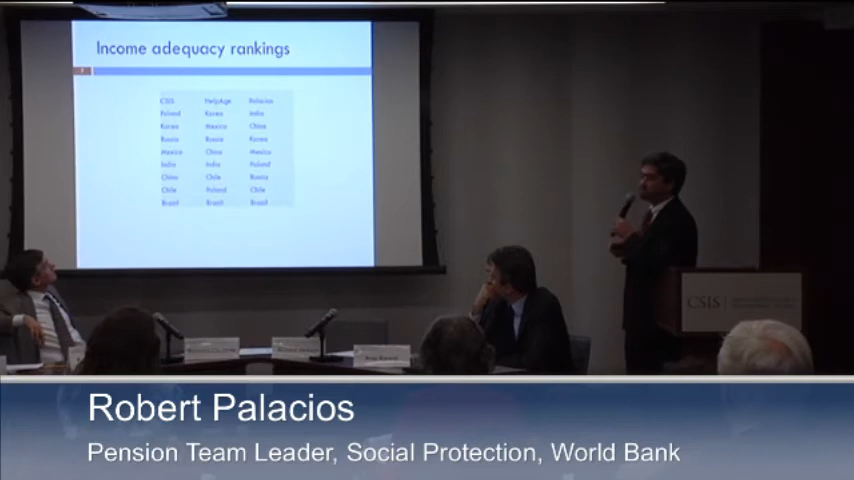 Income adequacy rankings
CSIS HelpAge Palacios
Poland Korea India
Korea Mexico China
Russia Russia Korea
Mexico China Mexico
India India Poland
China Chile Russia
Chile Poland Chile
Brazil Brazil Brazil
CSIS
Robert Palacios
Pension Team Leader, Social Protection, World Bank